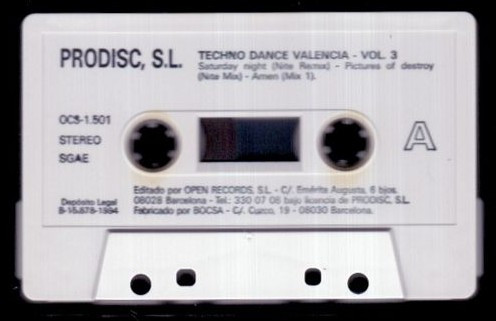 PRODISC, S.L.
TECHNO DANCE VALENCIA - VOL. 3
Saturday night (Nite Remix) - Pictures of destroy
(Nite Mix) - Amen (Mix 1).
OCS-1.501
STEREO
SGAE
A
Depósito Legal
B-15.878-1994
Editado por OPEN RECORDS, S.L. - C/. Emérita Augusta, 6 bjos.
08028 Barcelona - Tel.: 330 07 06 bajo licencia de PRODISC, S.L.
Fabricado por BOCSA - C/. Cuzco, 19 - 08030 Barcelona.